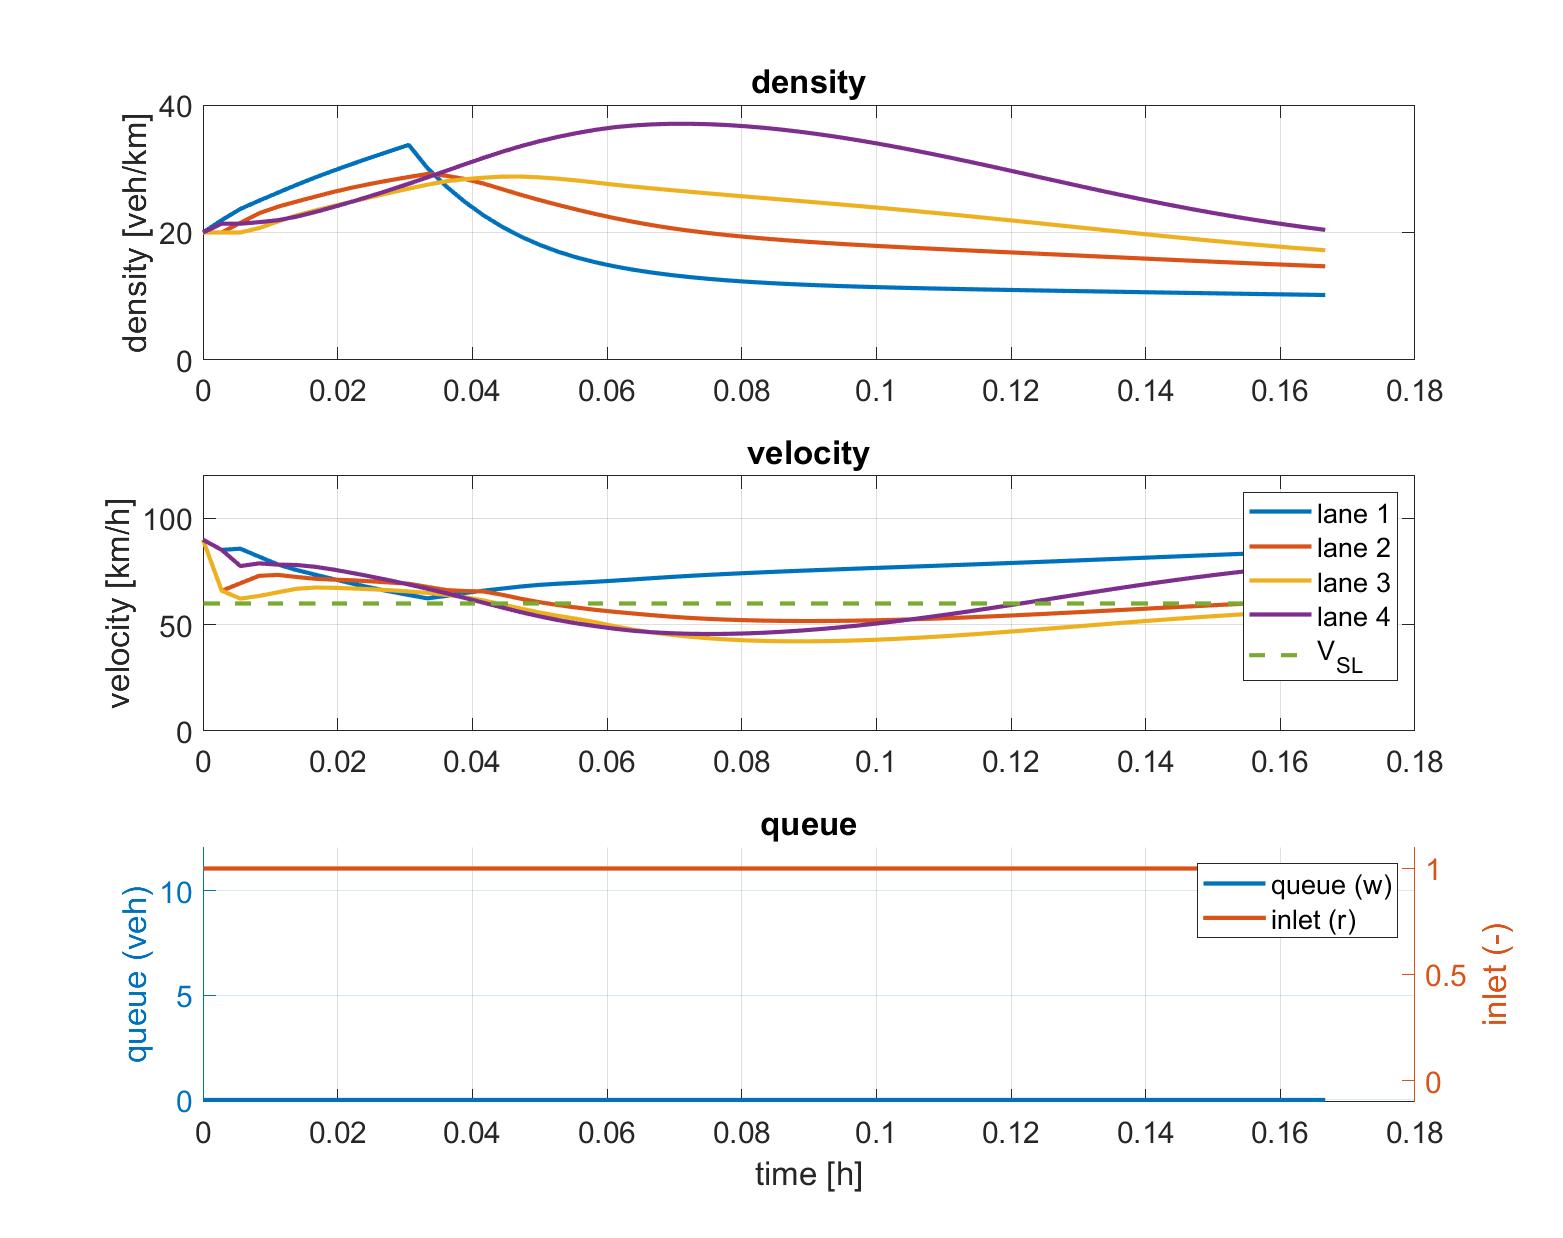 density
density [veh/km]
40
20
0
0 0.02 0.04 0.06 0.08 0.1 0.12 0.14 0.16 0.18
velocity
velocity [km/h]
100
50
0
lane 1
lane 2
lane 3
lane 4
V_SL
0 0.02 0.04 0.06 0.08 0.1 0.12 0.14 0.16 0.18
queue
queue (veh)
10
5
0
queue (w)
inlet (r)
1
0.5
0
inlet (-)
0 0.02 0.04 0.06 0.08 0.1 0.12 0.14 0.16 0.18
time [h]